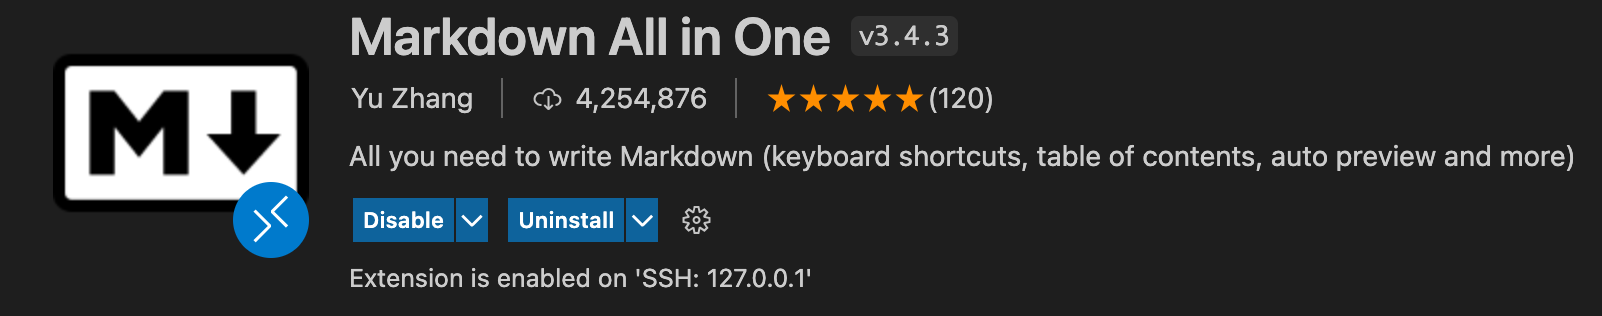 Markdown All in One v3.4.3
Yu Zhang 4,254,876 ★★★★★(120)
All you need to write Markdown (keyboard shortcuts, table of contents, auto preview and more)
Disable Uninstall
Extension is enabled on 'SSH: 127.0.0.1'
M